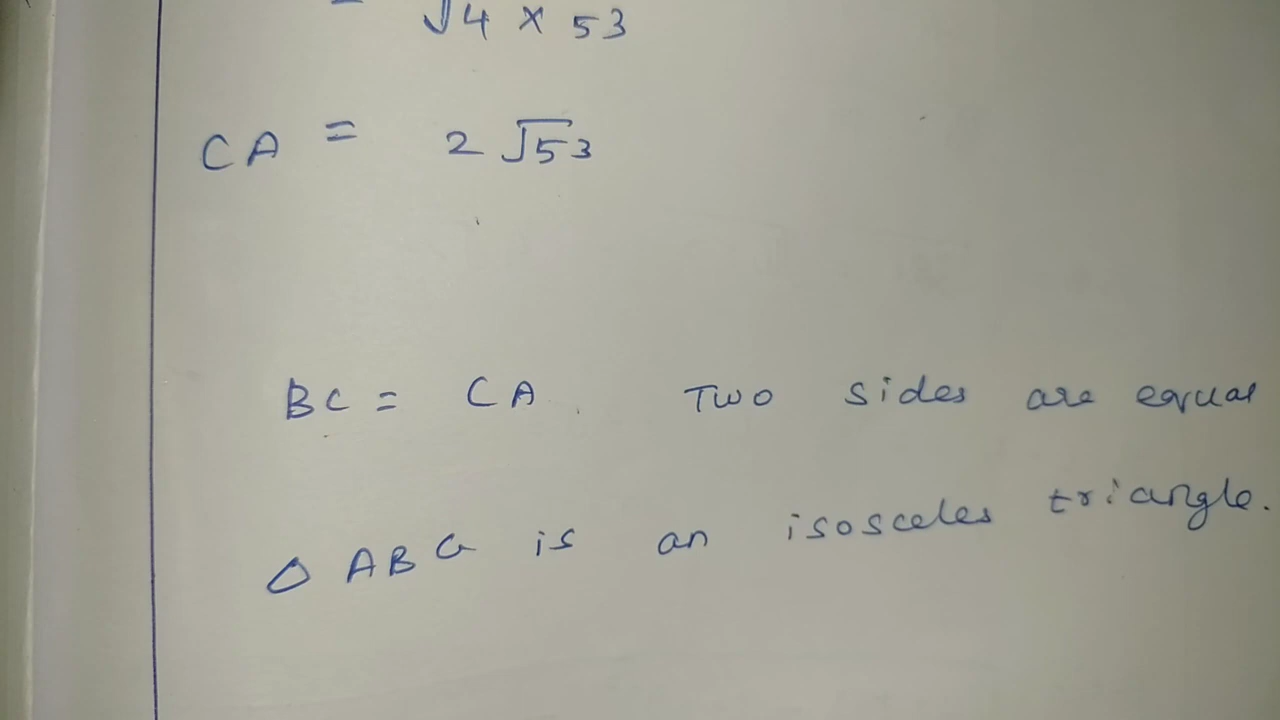 = √4 × 53
CA = 2 √53
BC = CA. Two sides are equal
△ ABC is an isosceles triangle.